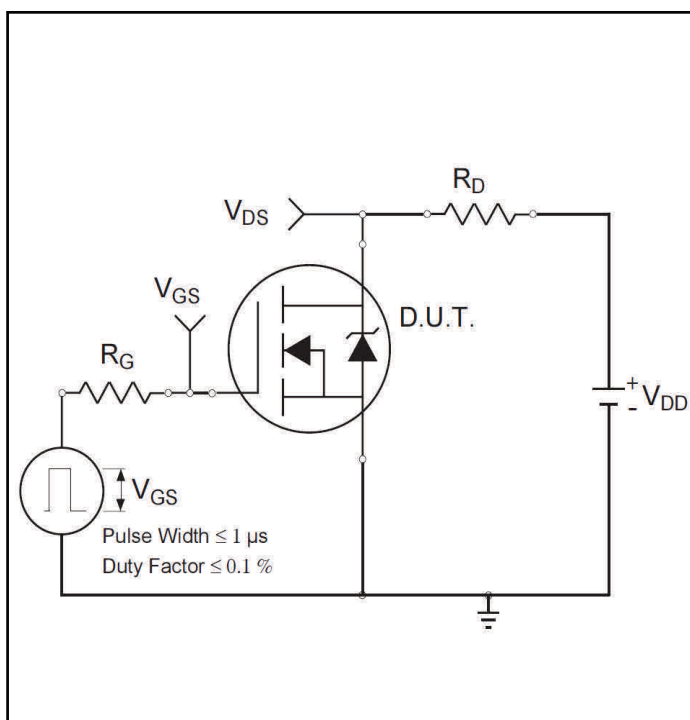 R_D
V_DS
V_GS
D.U.T.
R_G
+
V_DD
-
V_GS
Pulse Width ≤ 1 µs
Duty Factor ≤ 0.1 %